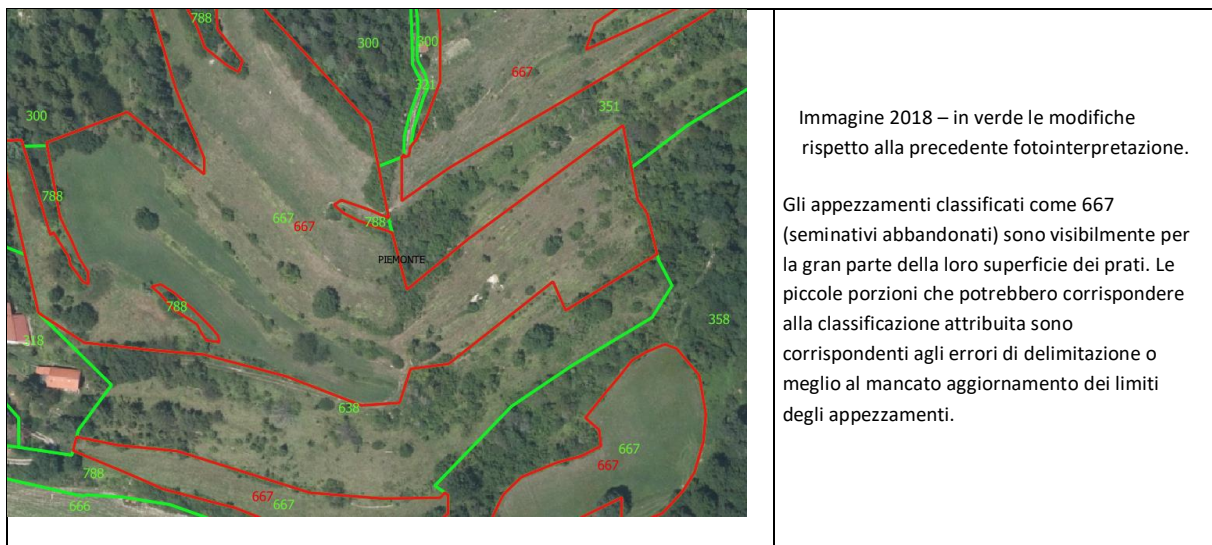 788
300
300
667
321
351
300
788
667
667
788
PIEMONTE
788
358
318
638
667
667
788
667
667
666
Immagine 2018 – in verde le modifiche
rispetto alla precedente fotointerpretazione.
Gli appezzamenti classificati come 667
(seminativi abbandonati) sono visibilmente per
la gran parte della loro superficie dei prati. Le
piccole porzioni che potrebbero corrispondere
alla classificazione attribuita sono
corrispondenti agli errori di delimitazione o
meglio al mancato aggiornamento dei limiti
degli appezzamenti.